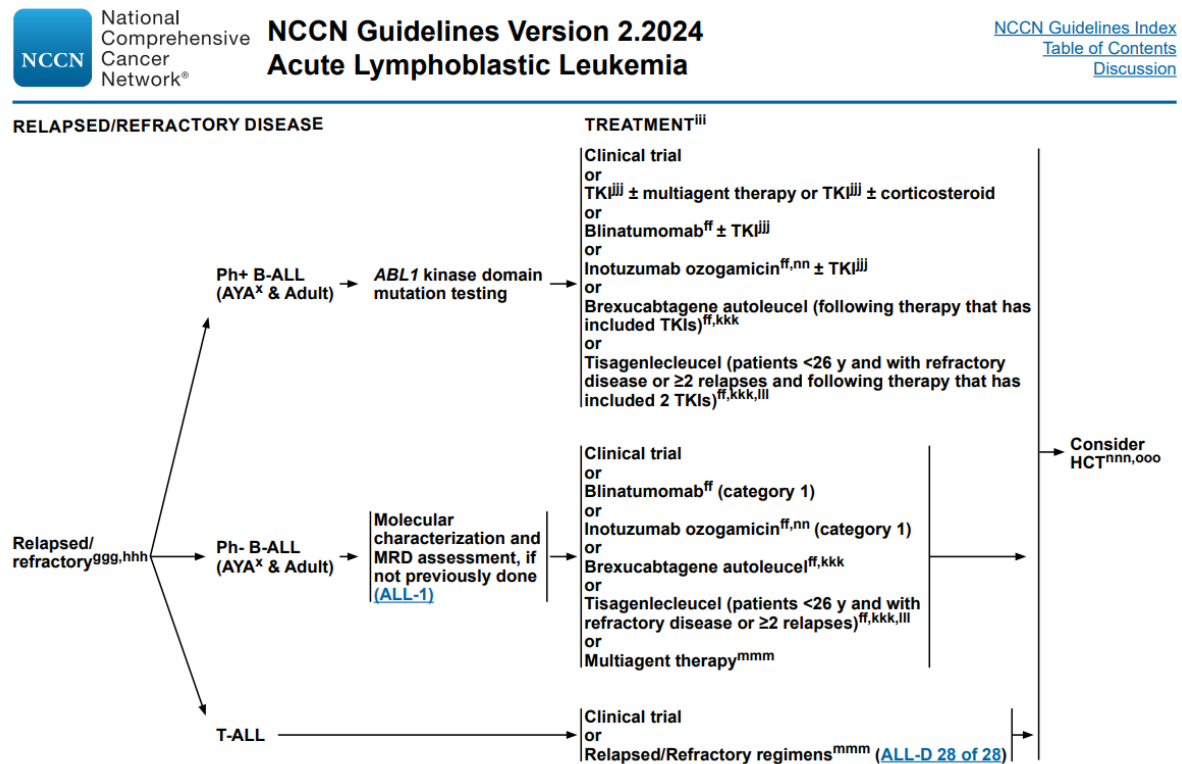 National
Comprehensive
NCCN Cancer
Network®
NCCN Guidelines Version 2.2024
Acute Lymphoblastic Leukemia
NCCN Guidelines Index
Table of Contents
Discussion
RELAPSED/REFRACTORY DISEASE
TREATMENTiii
Relapsed/
refractoryggg,hhh
Ph+ B-ALL
(AYAx & Adult)
ABL1 kinase domain
mutation testing
Clinical trial
or
TKIjjj ± multiagent therapy or TKIjjj ± corticosteroid
or
Blinatumomabff ± TKIjjj
or
Inotuzumab ozogamicinff,nn ± TKIjjj
or
Brexucabtagene autoleucel (following therapy that has
included TKIs)ff,kkk
or
Tisagenlecleucel (patients <26 y and with refractory
disease or ≥2 relapses and following therapy that has
included 2 TKIs)ff,kkk,lll
Ph- B-ALL
(AYAx & Adult)
Molecular
characterization and
MRD assessment, if
not previously done
(ALL-1)
Clinical trial
or
Blinatumomabff (category 1)
or
Inotuzumab ozogamicinff,nn (category 1)
or
Brexucabtagene autoleucelff,kkk
or
Tisagenlecleucel (patients <26 y and with
refractory disease or ≥2 relapses)ff,kkk,lll
or
Multiagent therapymmm
T-ALL
Clinical trial
or
Relapsed/Refractory regimensmmm (ALL-D 28 of 28)
Consider
HCTnnn,ooo